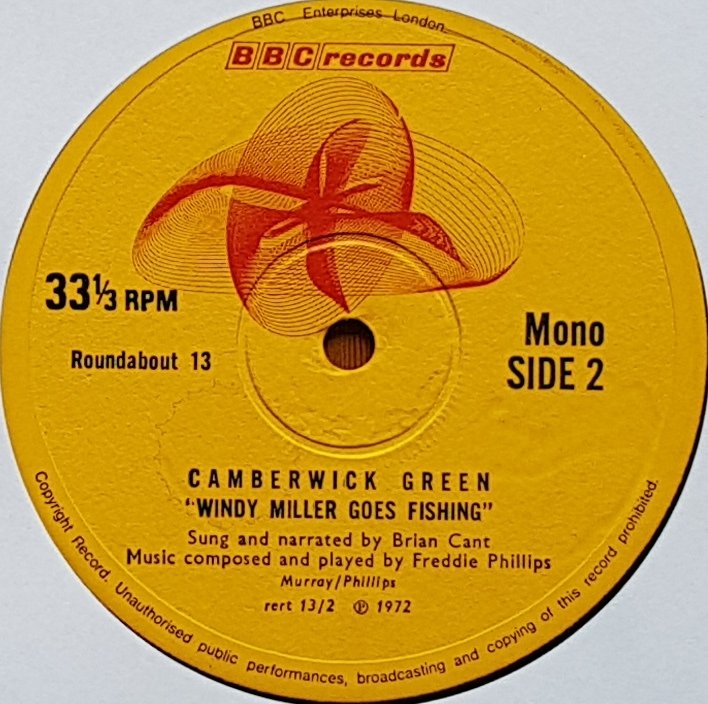 BBC Enterprises London.
BBC records
33⅓ RPM
Roundabout 13
Mono
SIDE 2
CAMBERWICK GREEN
"WINDY MILLER GOES FISHING"
Sung and narrated by Brian Cant
Music composed and played by Freddie Phillips
Murray/Phillips
rert 13/2 ℗ 1972
Copyright Record. Unauthorised public performances, broadcasting and copying of this record prohibited.